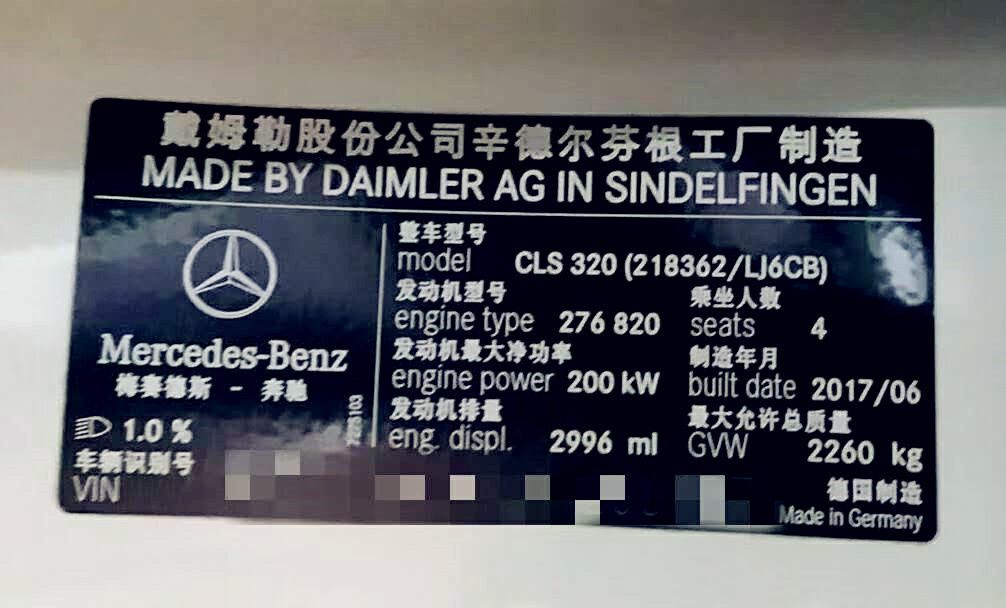 戴姆勒股份公司辛德尔芬根工厂制造
MADE BY DAIMLER AG IN SINDELFINGEN
Mercedes-Benz
梅赛德斯 - 奔驰
1.0 %
整车型号
model CLS 320 (218362/LJ6CB)
发动机型号
engine type 276 820
乘坐人数
seats 4
发动机最大净功率
engine power 200 kW
制造年月
built date 2017/06
发动机排量
eng. displ. 2996 ml
最大允许总质量
GVW 2260 kg
车辆识别号
VIN
德国制造
Made in Germany